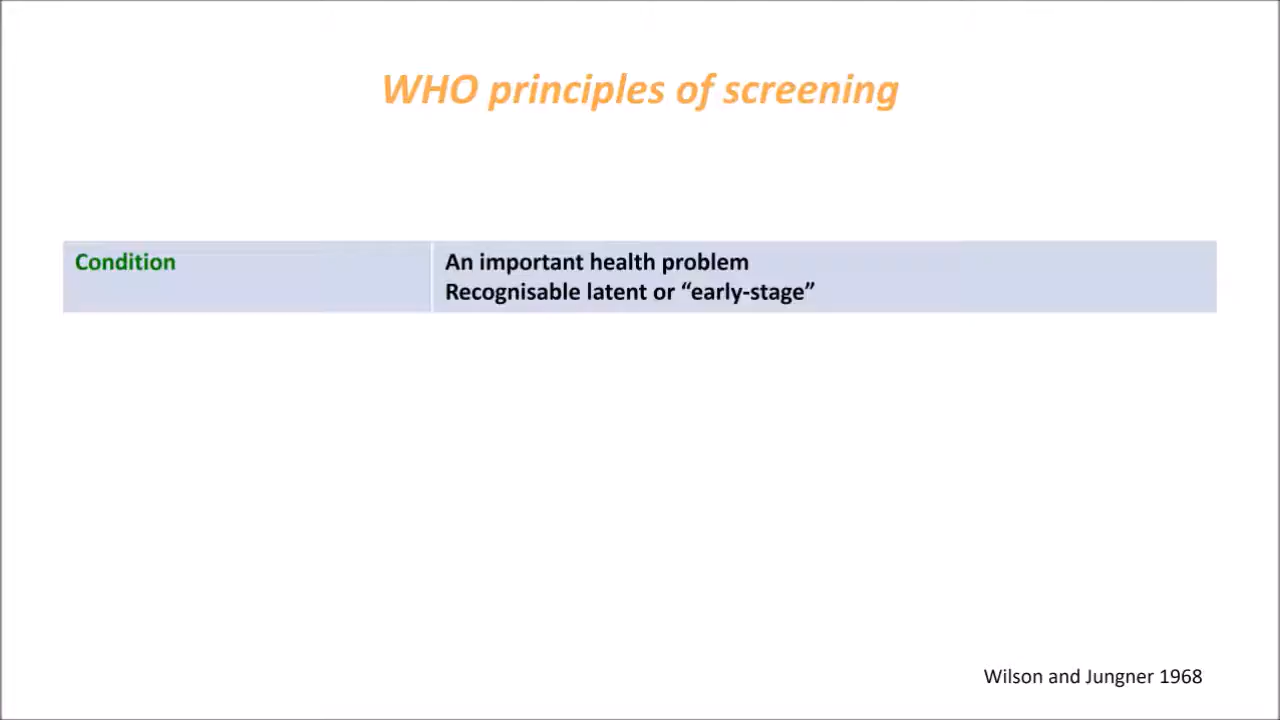 WHO principles of screening
Condition
An important health problem
Recognisable latent or “early-stage”
Wilson and Jungner 1968